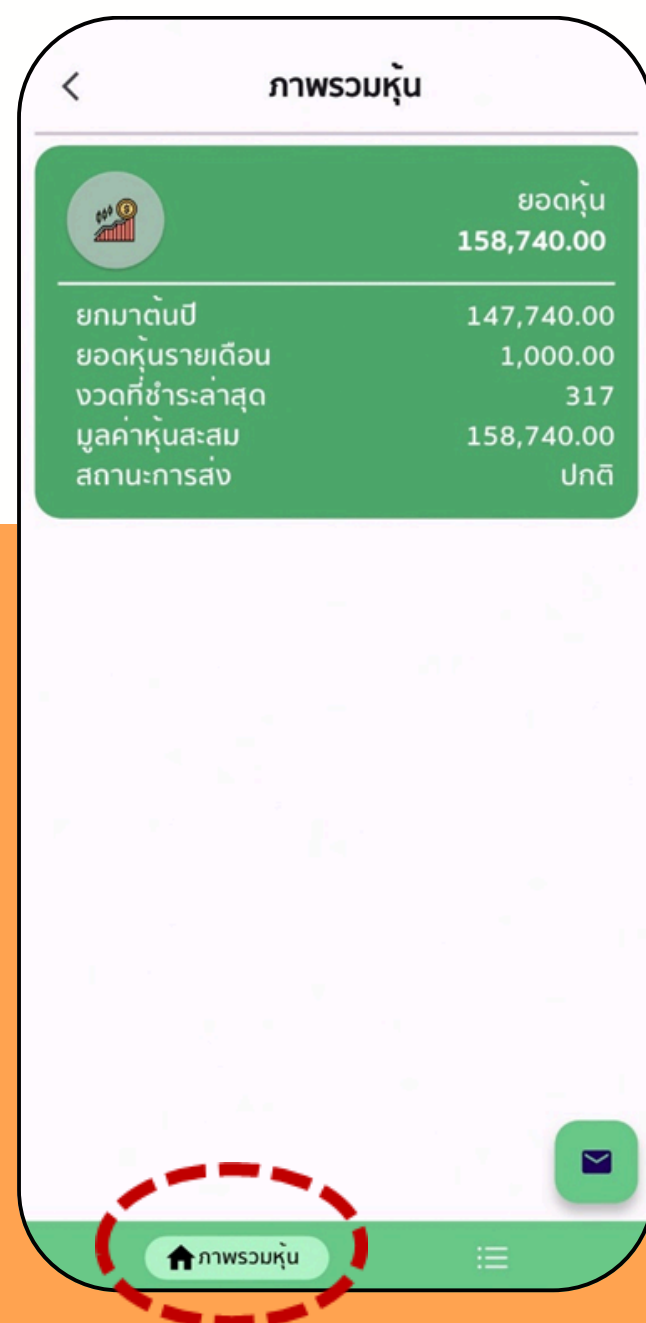 ภาพรวมหุ้น
ยอดหุ้น
158,740.00
ยกมาต้นปี 147,740.00
ยอดหุ้นรายเดือน 1,000.00
งวดที่ชำระล่าสุด 317
มูลค่าหุ้นสะสม 158,740.00
สถานะการส่ง ปกติ
ภาพรวมหุ้น